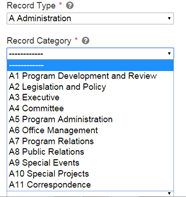 Record Type *
A Administration
Record Category *
------------
------------
A1 Program Development and Review
A2 Legislation and Policy
A3 Executive
A4 Committee
A5 Program Administration
A6 Office Management
A7 Program Relations
A8 Public Relations
A9 Special Events
A10 Special Projects
A11 Correspondence